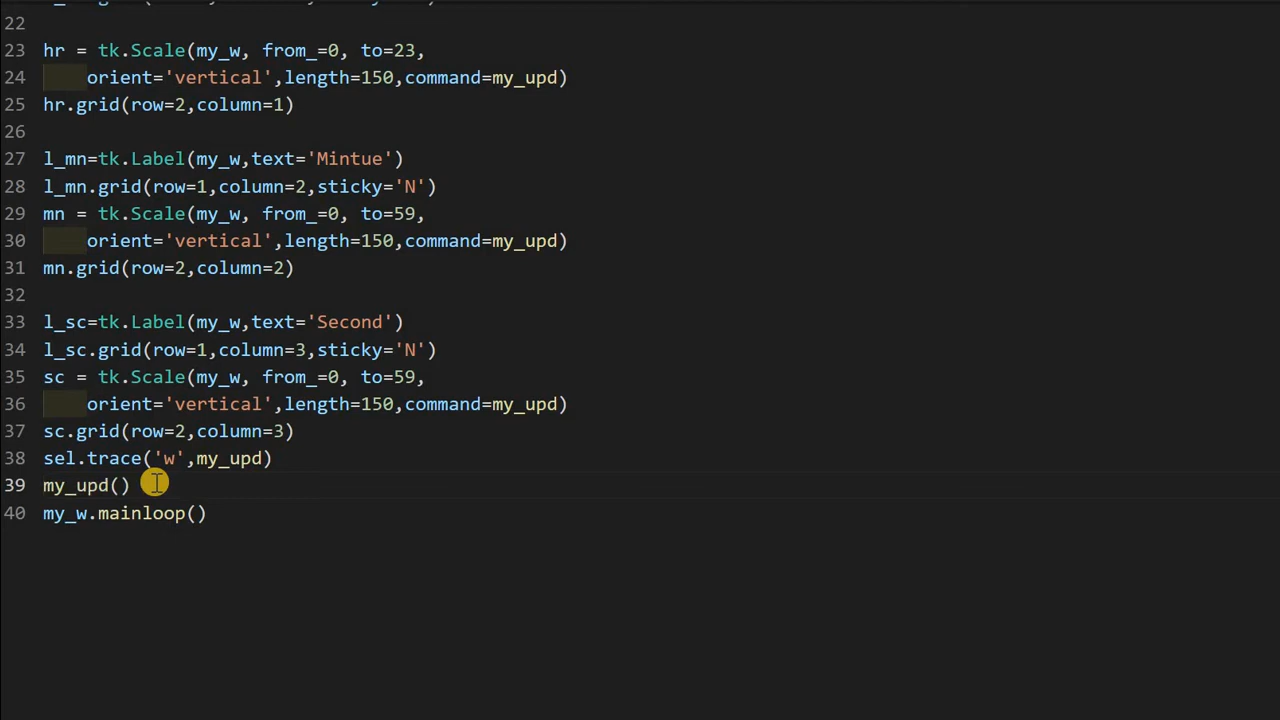 22
23 hr = tk.Scale(my_w, from_=0, to=23,
24 orient='vertical',length=150,command=my_upd)
25 hr.grid(row=2,column=1)
26
27 l_mn=tk.Label(my_w,text='Mintue')
28 l_mn.grid(row=1,column=2,sticky='N')
29 mn = tk.Scale(my_w, from_=0, to=59,
30 orient='vertical',length=150,command=my_upd)
31 mn.grid(row=2,column=2)
32
33 l_sc=tk.Label(my_w,text='Second')
34 l_sc.grid(row=1,column=3,sticky='N')
35 sc = tk.Scale(my_w, from_=0, to=59,
36 orient='vertical',length=150,command=my_upd)
37 sc.grid(row=2,column=3)
38 sel.trace('w',my_upd)
39 my_upd()
40 my_w.mainloop()